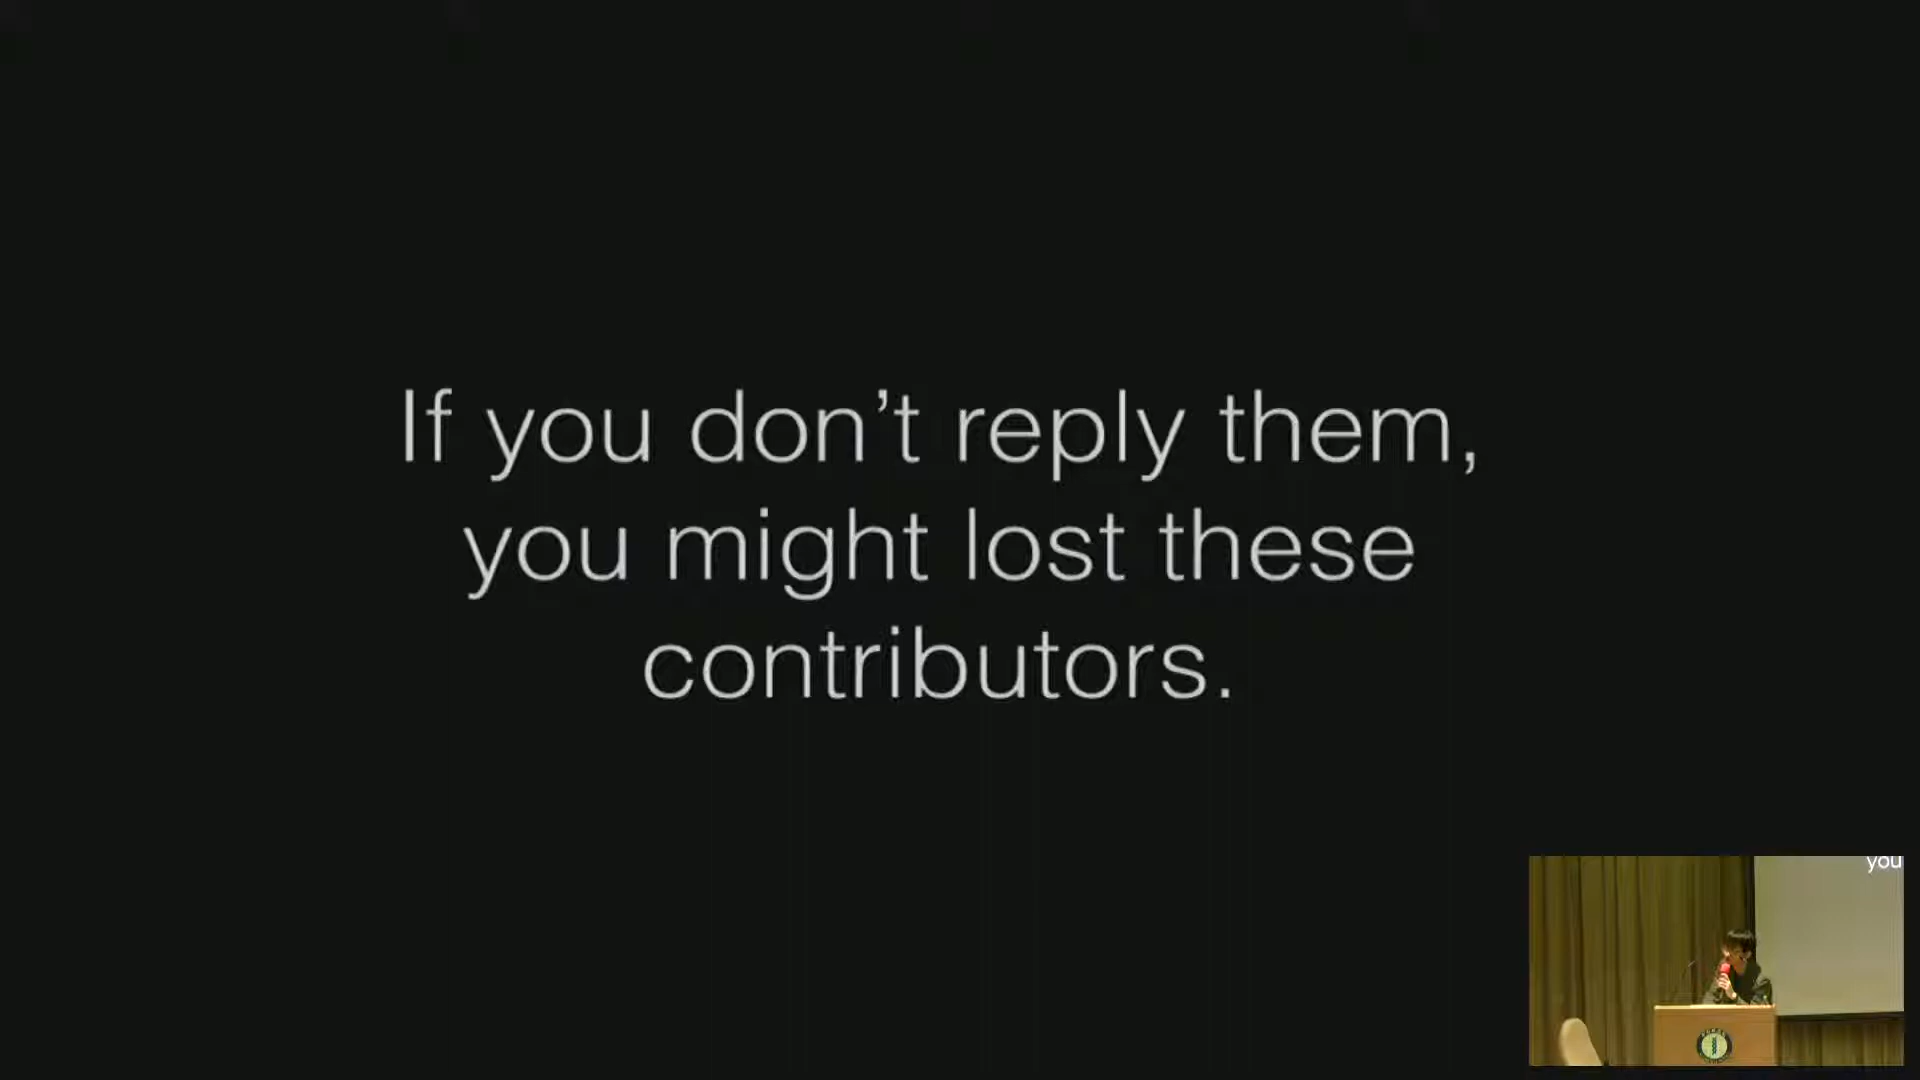 If you don’t reply them,
you might lost these
contributors.
you